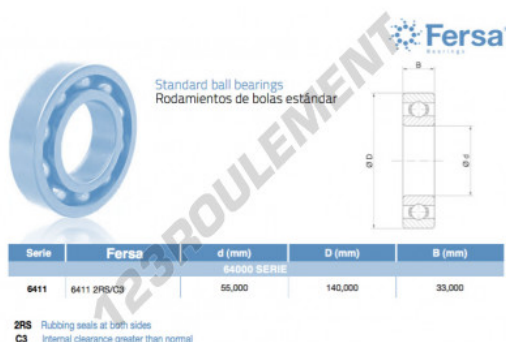 Fersa
Bearings
Standard ball bearings
Rodamientos de bolas estándar
B
Ø D
Ø d
Serie Fersa d (mm) D (mm) B (mm)
64000 SERIE
6411 6411 2RS/C3 55,000 140,000 33,000
2RS Rubbing seals at both sides
C3 Internal clearance greater than normal
123ROULEMENT